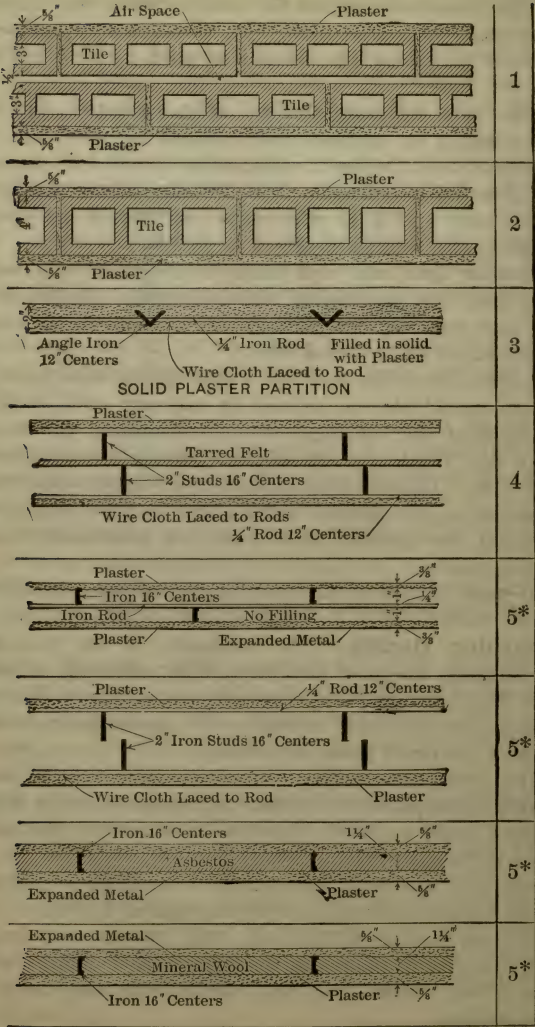 5/8"
Air Space
Plaster
Tile
3"
1/2"
3"
Tile
5/8"
Plaster
1
5/8"
Plaster
Tile
5/8"
Plaster
2
2"
Angle Iron
12" Centers
1/4" Iron Rod
Filled in solid
with Plaster
Wire Cloth Laced to Rod
SOLID PLASTER PARTITION
3
Plaster
Tarred Felt
2" Studs 16" Centers
Wire Cloth Laced to Rods
1/4" Rod 12" Centers
4
Plaster
3/8"
Iron 16" Centers
1"
1/4"
Iron Rod
No Filling
1"
Plaster
Expanded Metal
3/8"
5*
Plaster
1/4" Rod 12" Centers
2" Iron Studs 16" Centers
Wire Cloth Laced to Rod
Plaster
5*
Iron 16" Centers
1 1/4"
5/8"
Asbestos
Expanded Metal
Plaster
5/8"
5*
Expanded Metal
5/8"
1 1/4"
Mineral Wool
Iron 16" Centers
Plaster
5/8"
5*